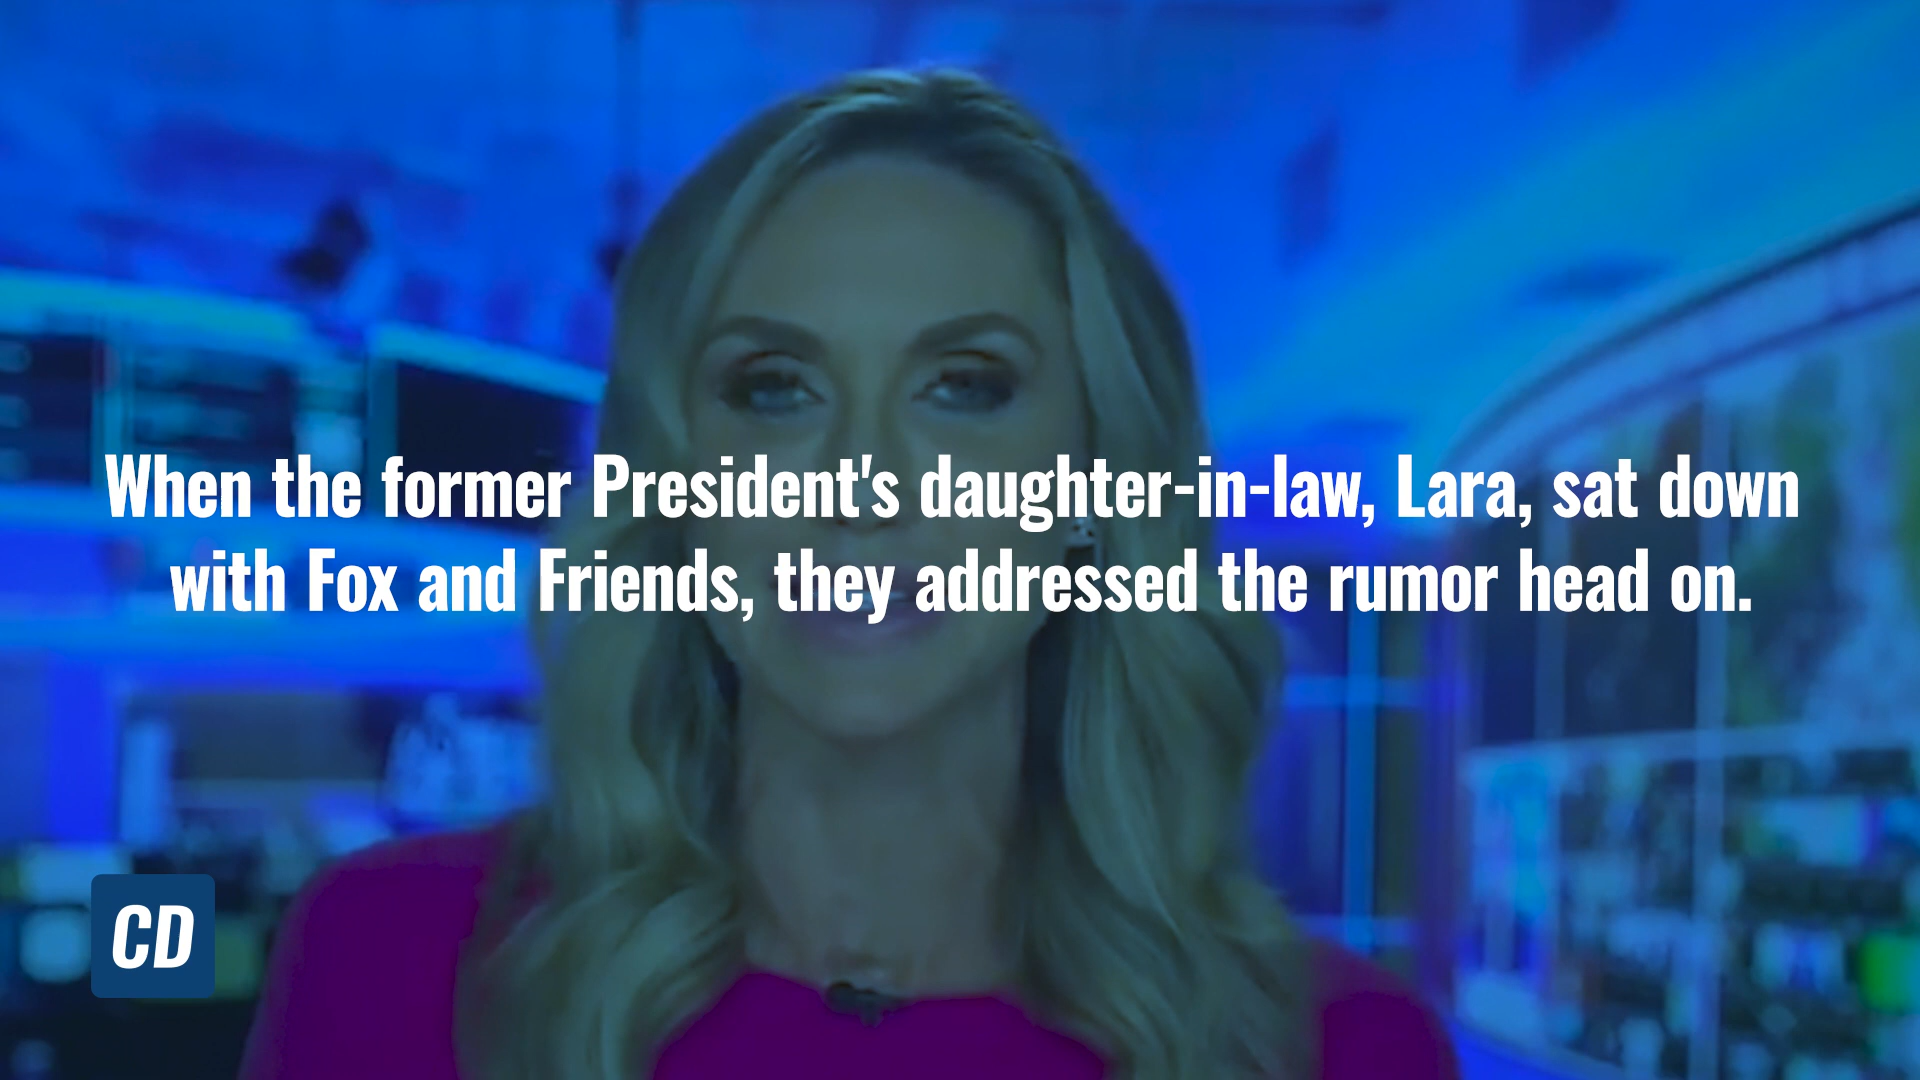 When the former President's daughter-in-law, Lara, sat down
with Fox and Friends, they addressed the rumor head on.
CD